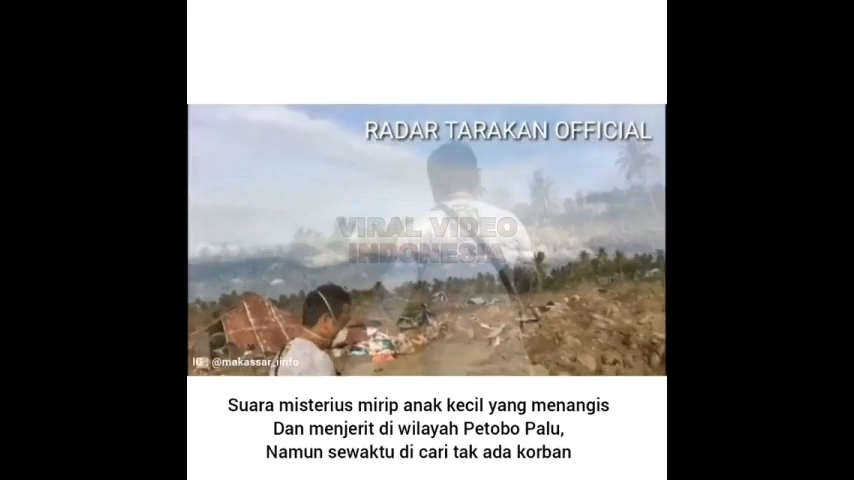 RADAR TARAKAN OFFICIAL
VIRAL VIDEO
INDONESIA
IG : @makassar_iinfo
Suara misterius mirip anak kecil yang menangis
Dan menjerit di wilayah Petobo Palu,
Namun sewaktu di cari tak ada korban